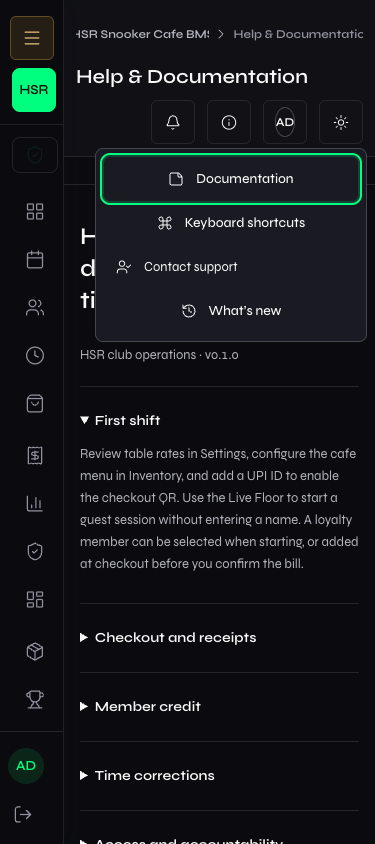 HSR Snooker Cafe BMS > Help & Documentatic
HSR
Help & Documentation
AD
Documentation
Keyboard shortcuts
Contact support
What's new
H
d
ti
HSR club operations · v0.1.0
First shift
Review table rates in Settings, configure the cafe
menu in Inventory, and add a UPI ID to enable
the checkout QR. Use the Live Floor to start a
guest session without entering a name. A loyalty
member can be selected when starting, or added
at checkout before you confirm the bill.
Checkout and receipts
Member credit
Time corrections
AD
Access and accountability